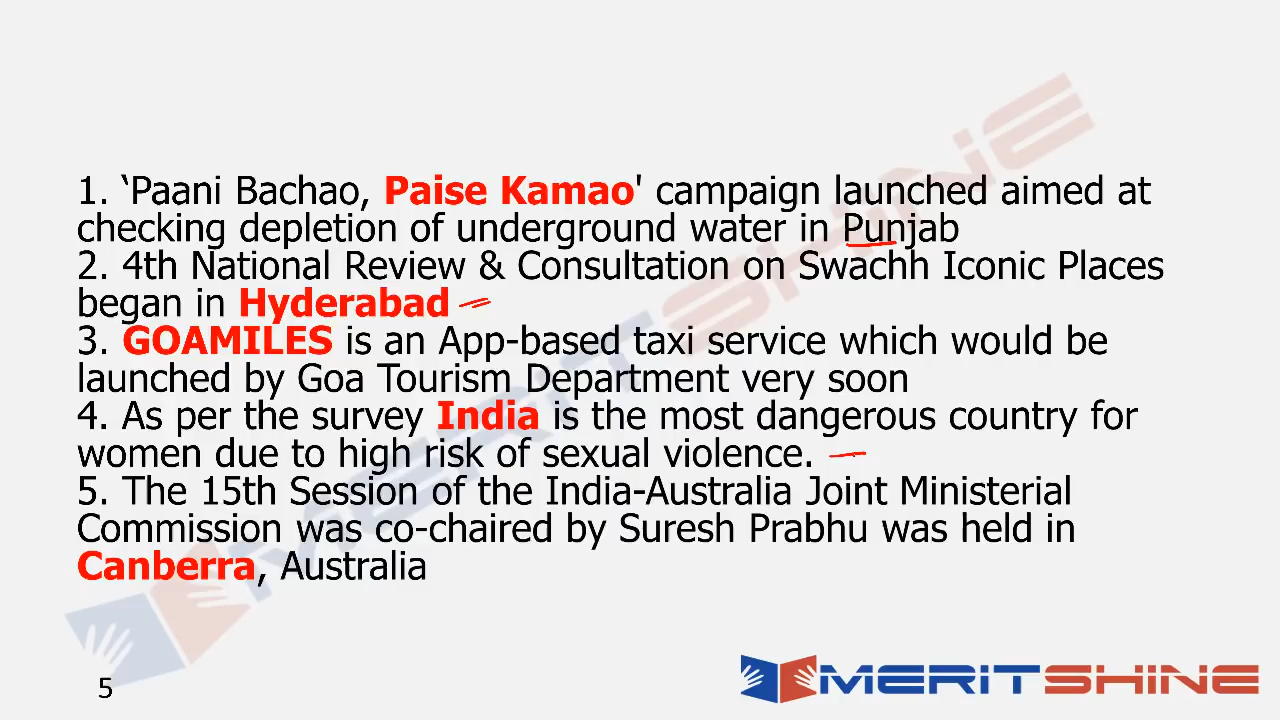 1. ‘Paani Bachao, Paise Kamao' campaign launched aimed at
checking depletion of underground water in Punjab
2. 4th National Review & Consultation on Swachh Iconic Places
began in Hyderabad
3. GOAMILES is an App-based taxi service which would be
launched by Goa Tourism Department very soon
4. As per the survey India is the most dangerous country for
women due to high risk of sexual violence.
5. The 15th Session of the India-Australia Joint Ministerial
Commission was co-chaired by Suresh Prabhu was held in
Canberra, Australia
MERITSHINE
5
MERITSHINE